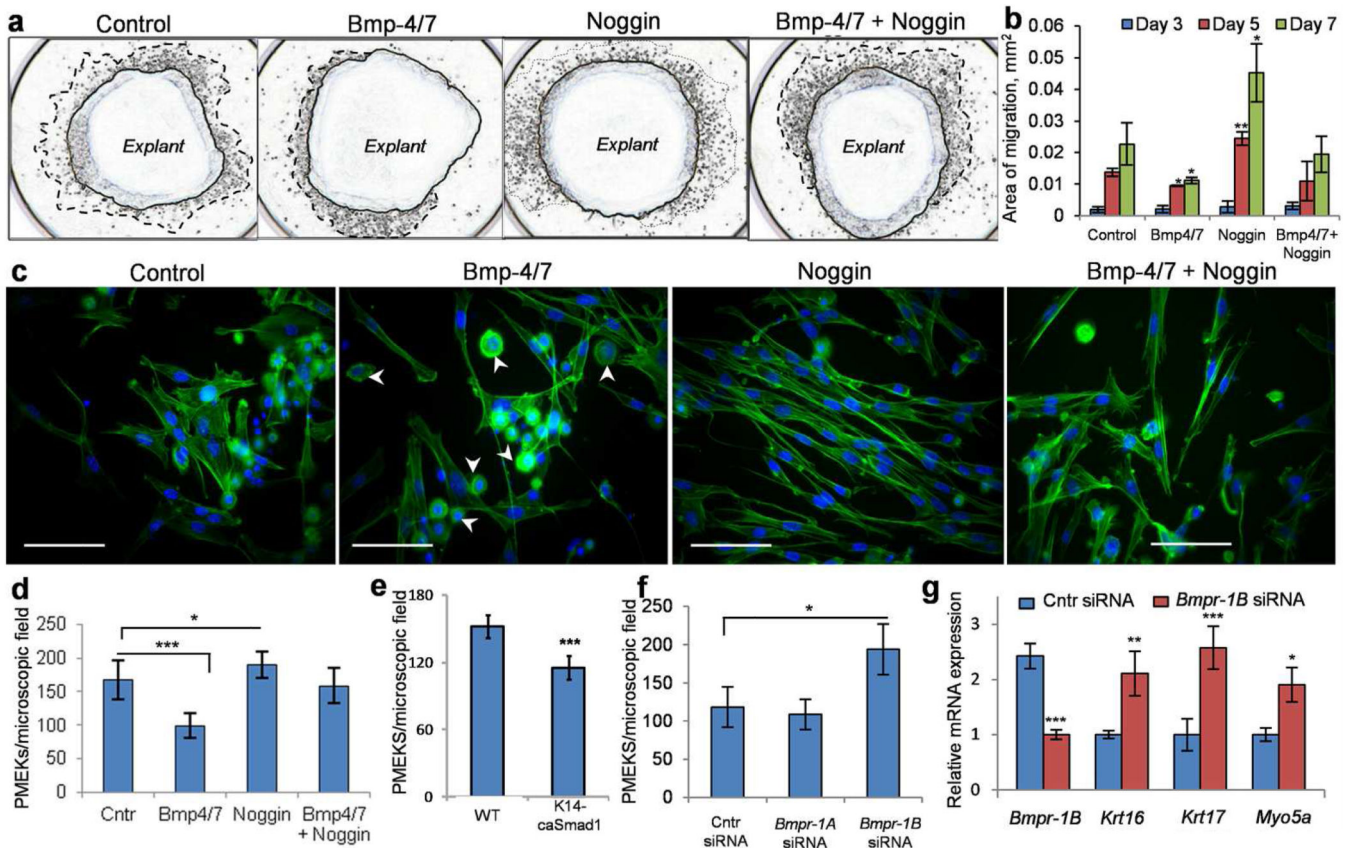 a
Control
Bmp-4/7
Noggin
Bmp-4/7 + Noggin
Explant
Explant
Explant
Explant
b
Area of migration, mm²
0.06
0.05
0.04
0.03
0.02
0.01
0
Day 3
Day 5
Day 7
*
*
**
*
Control
Bmp4/7
Noggin
Bmp4/7+
Noggin
c
Control
Bmp-4/7
Noggin
Bmp-4/7 + Noggin
d
PMEKs/microscopic field
250
200
150
100
50
0
*
***
Cntr
Bmp4/7
Noggin
Bmp4/7
+ Noggin
e
PMEKS/microscopic field
180
120
60
0
***
WT
K14-
caSmad1
f
PMEKS/microscopic field
250
200
150
100
50
0
*
Cntr
siRNA
Bmpr-1A
siRNA
Bmpr-1B
siRNA
g
Relative mRNA expression
3
2
1
0
Cntr siRNA
Bmpr-1B siRNA
***
**
***
*
Bmpr-1B
Krt16
Krt17
Myo5a